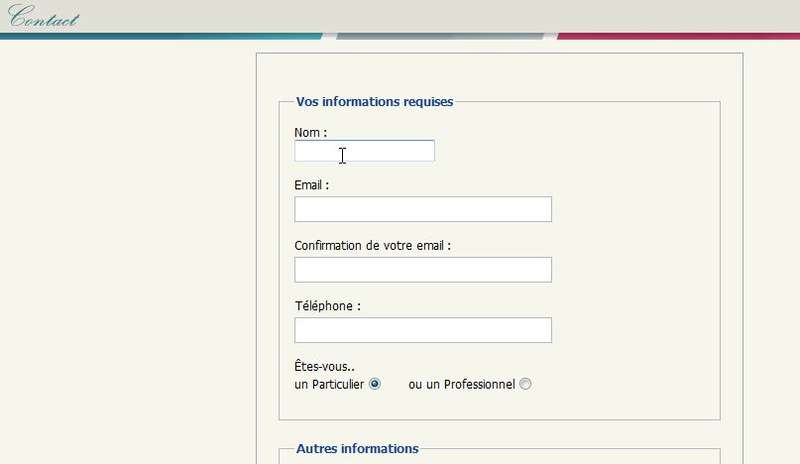 Contact
Vos informations requises
Nom :
Email :
Confirmation de votre email :
Téléphone :
Êtes-vous..
un Particulier ou un Professionnel
Autres informations